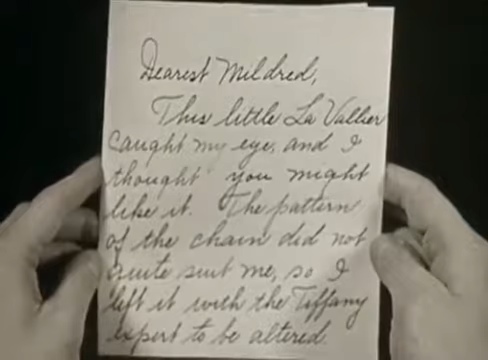 Dearest Mildred,
This little La Vallier
caught my eye, and I
thought you might
like it. The pattern
of the chain did not
quite suit me, so I
left it with the Tiffany
expert to be altered.